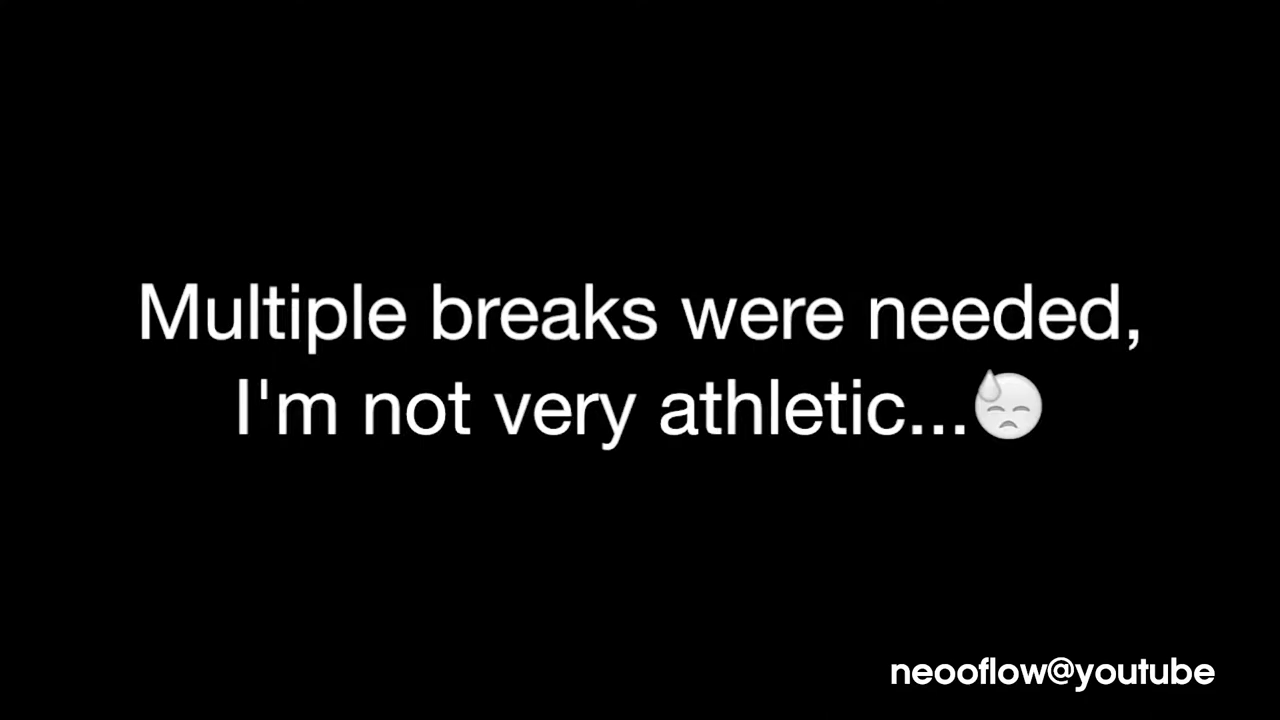 Multiple breaks were needed,
I'm not very athletic...😓
neooflow@youtube